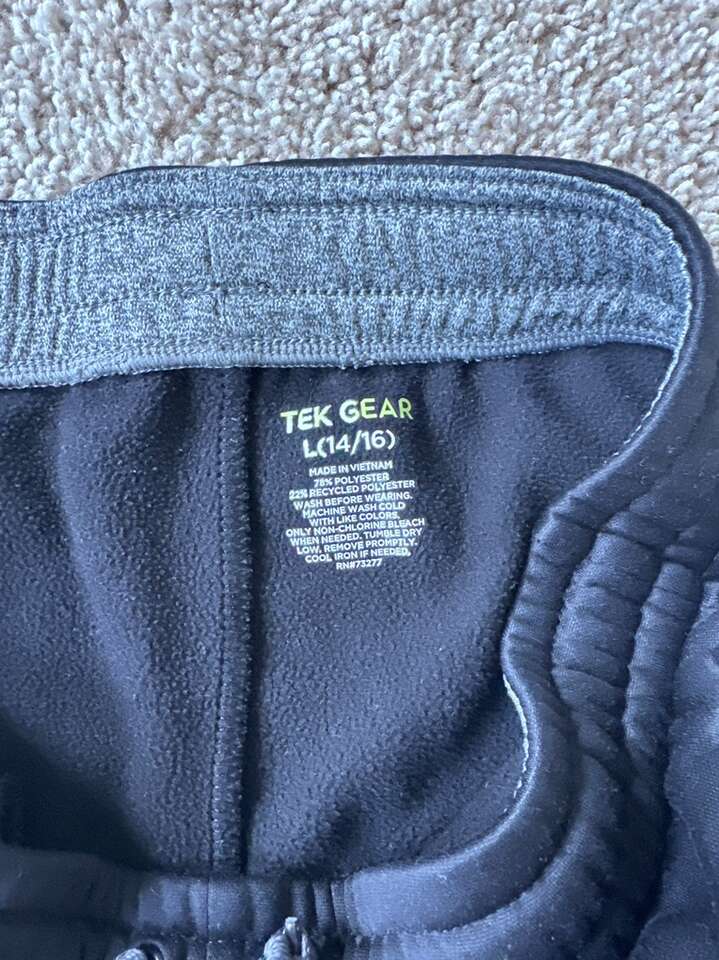 TEK GEAR
L(14/16)
MADE IN VIETNAM
78% POLYESTER
22% RECYCLED POLYESTER
WASH BEFORE WEARING.
MACHINE WASH COLD
WITH LIKE COLORS.
ONLY NON-CHLORINE BLEACH
WHEN NEEDED. TUMBLE DRY
LOW. REMOVE PROMPTLY.
COOL IRON IF NEEDED.
RN#73277